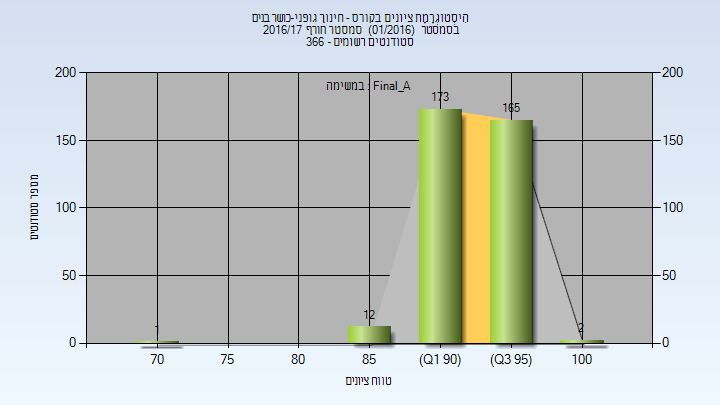 היסטוגרמת ציונים בקורס - חינוך גופני-כושר בנים
בסמסטר (01/2016) סמסטר חורף 2016/17
סטודנטים רשומים - 366
במשימה : Final_A
200 200
150 150
100 100
50 50
0 0
173
165
12
1
2
70 75 80 85 (Q1 90) (Q3 95) 100
טווח ציונים
מספר סטודנטים